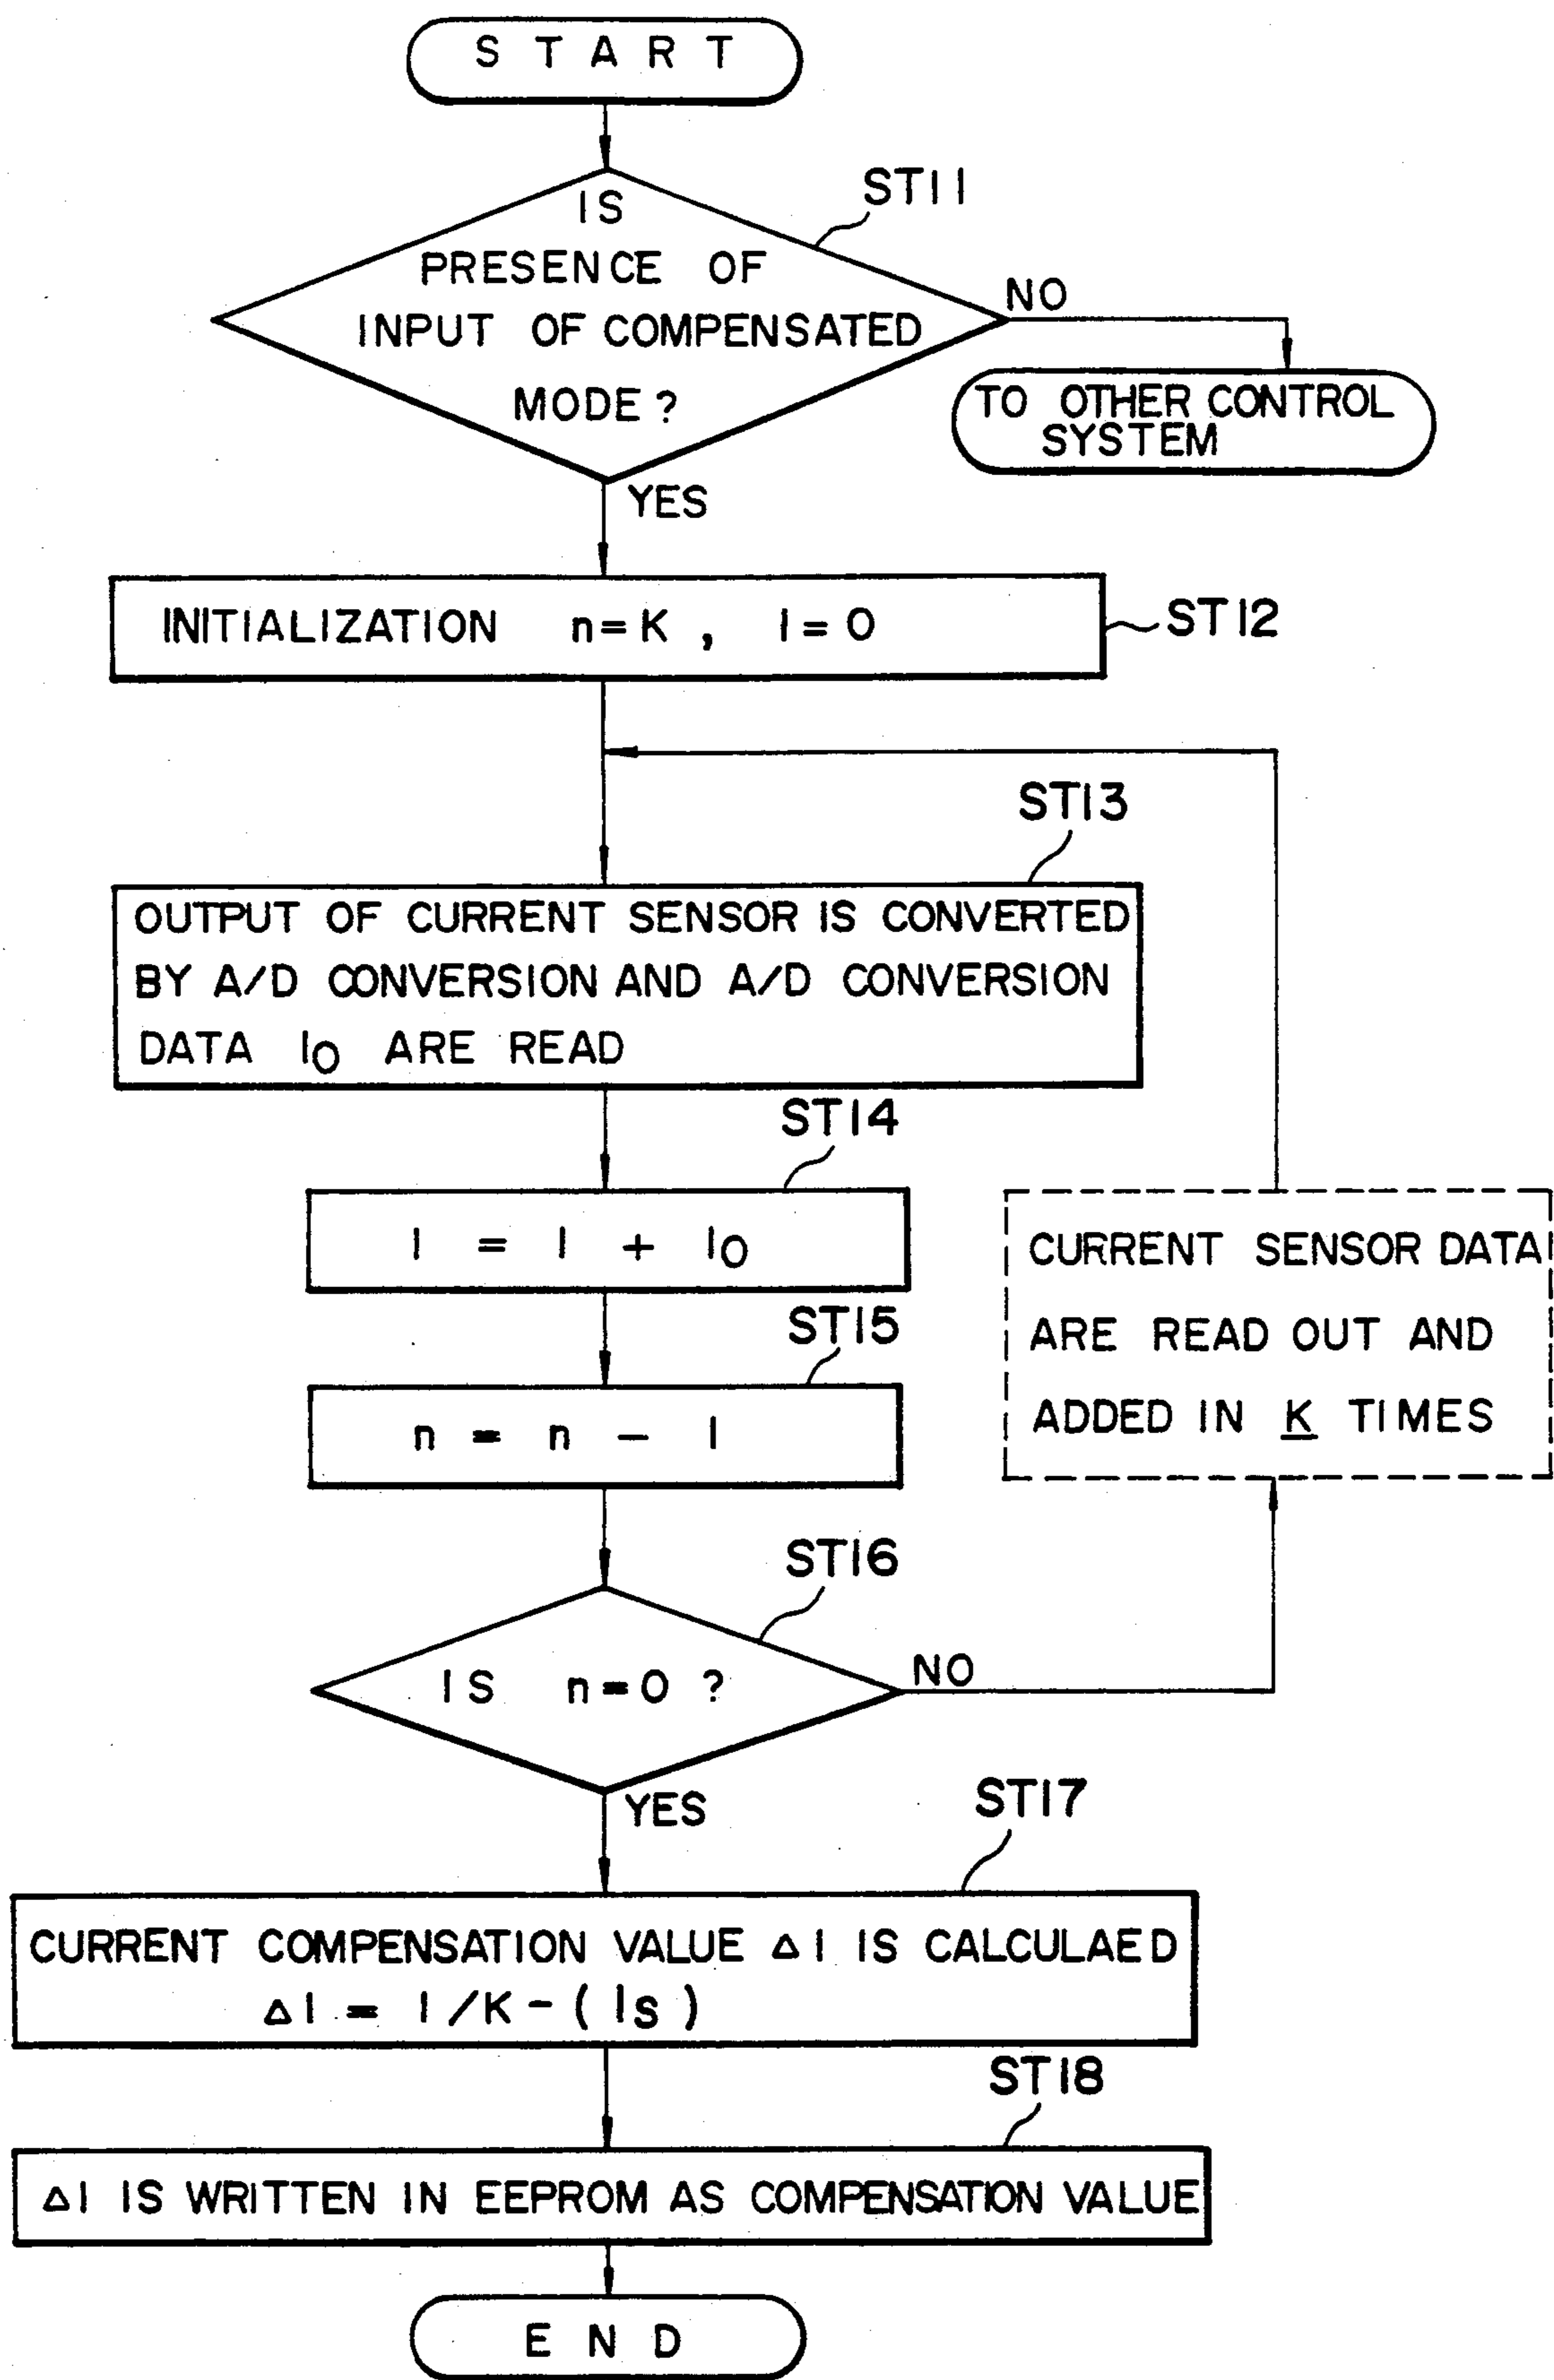 START
ST11
IS
PRESENCE OF
INPUT OF COMPENSATED
MODE?
NO
TO OTHER CONTROL
SYSTEM
YES
INITIALIZATION n=K, I=0
ST12
ST13
OUTPUT OF CURRENT SENSOR IS CONVERTED
BY A/D CONVERSION AND A/D CONVERSION
DATA I0 ARE READ
ST14
I = I + I0
CURRENT SENSOR DATA
ARE READ OUT AND
ADDED IN K TIMES
ST15
n = n - 1
ST16
IS n=0 ?
NO
YES
ST17
CURRENT COMPENSATION VALUE ΔI IS CALCULAED
ΔI = I/K-(IS)
ST18
ΔI IS WRITTEN IN EEPROM AS COMPENSATION VALUE
END